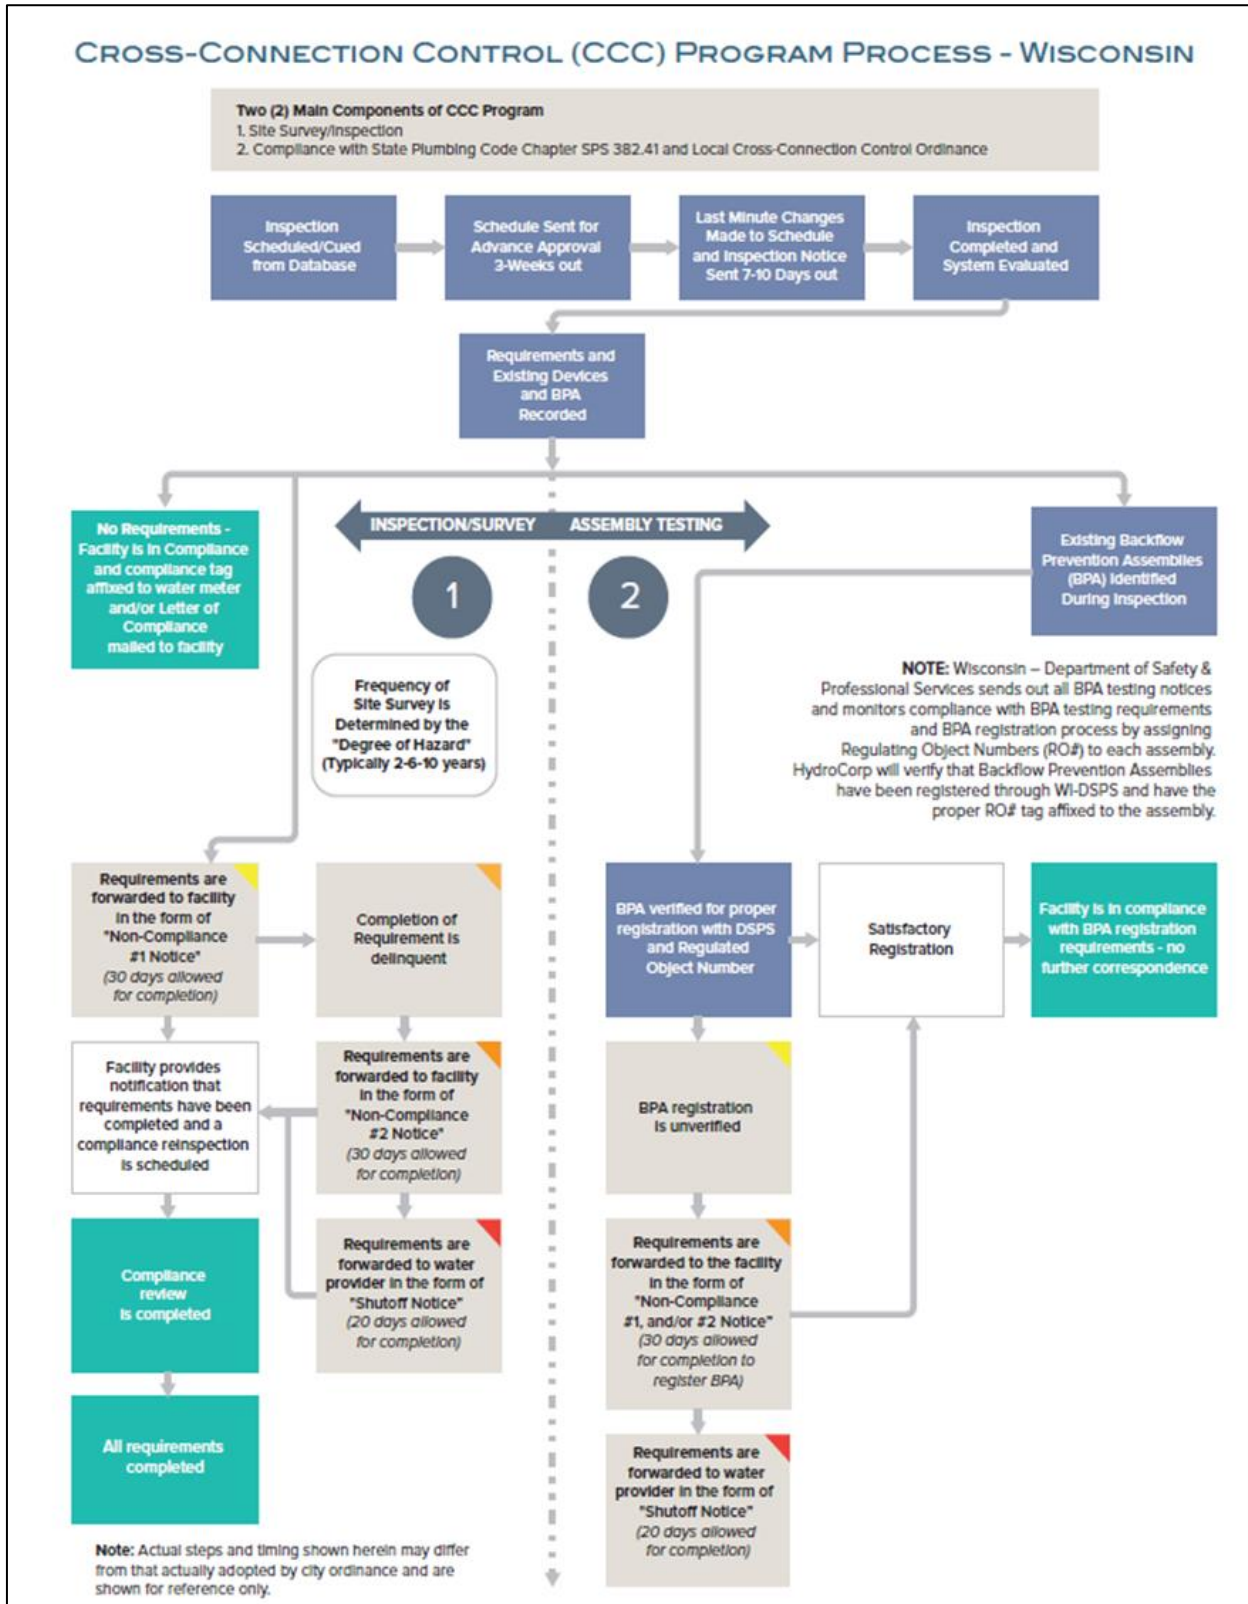 CROSS-CONNECTION CONTROL (CCC) PROGRAM PROCESS - WISCONSIN
Two (2) Main Components of CCC Program
1. Site Survey/Inspection
2. Compliance with State Plumbing Code Chapter SPS 382.41 and Local Cross-Connection Control Ordinance
Inspection
Scheduled/Cued
from Database
Schedule Sent for
Advance Approval
3-Weeks out
Last Minute Changes
Made to Schedule
and Inspection Notice
Sent 7-10 Days out
Inspection
Completed and
System Evaluated
Requirements and
Existing Devices
and BPA
Recorded
No Requirements -
Facility is in Compliance
and compliance tag
affixed to water meter
and/or Letter of
Compliance
mailed to facility
INSPECTION/SURVEY
ASSEMBLY TESTING
1
2
Existing Backflow
Prevention Assemblies
(BPA) Identified
During Inspection
Frequency of
Site Survey is
Determined by the
"Degree of Hazard"
(Typically 2-6-10 years)
NOTE: Wisconsin – Department of Safety &
Professional Services sends out all BPA testing notices
and monitors compliance with BPA testing requirements
and BPA registration process by assigning
Regulating Object Numbers (RO#) to each assembly.
HydroCorp will verify that Backflow Prevention Assemblies
have been registered through WI-DSPS and have the
proper RO# tag affixed to the assembly.
Requirements are
forwarded to facility
in the form of
"Non-Compliance
#1 Notice"
(30 days allowed
for completion)
Completion of
Requirement is
delinquent
BPA verified for proper
registration with DSPS
and Regulated
Object Number
Satisfactory
Registration
Facility is in compliance
with BPA registration
requirements - no
further correspondence
Facility provides
notification that
requirements have been
completed and a
compliance reinspection
is scheduled
Requirements are
forwarded to facility
in the form of
"Non-Compliance
#2 Notice"
(30 days allowed
for completion)
BPA registration
is unverified
Compliance
review
is completed
Requirements are
forwarded to water
provider in the form of
"Shutoff Notice"
(20 days allowed
for completion)
Requirements are
forwarded to the facility
in the form of
"Non-Compliance
#1, and/or #2 Notice"
(30 days allowed
for completion to
register BPA)
All requirements
completed
Requirements are
forwarded to water
provider in the form of
"Shutoff Notice"
(20 days allowed
for completion)
Note: Actual steps and timing shown herein may differ
from that actually adopted by city ordinance and are
shown for reference only.